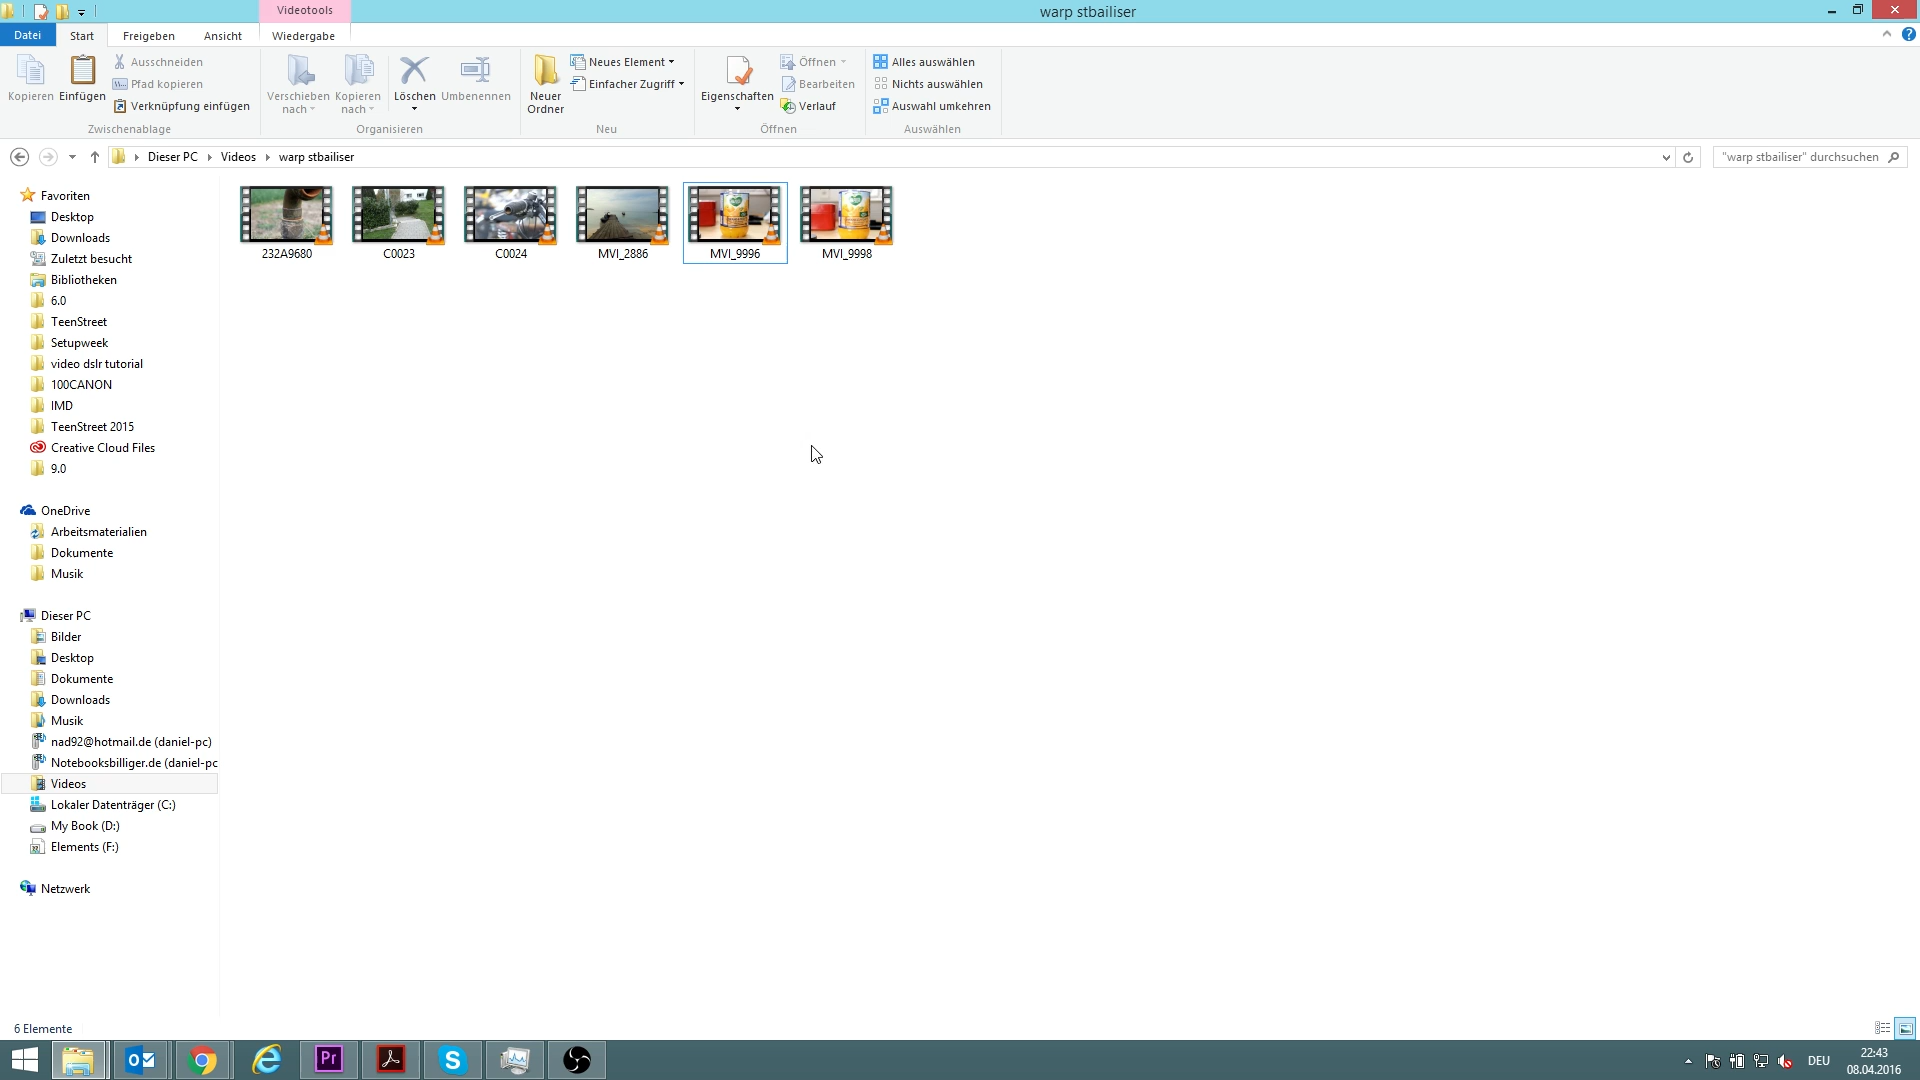 Videotools
warp stbailiser
Datei
Start
Freigeben
Ansicht
Wiedergabe
Kopieren
Einfügen
Ausschneiden
Pfad kopieren
Verknüpfung einfügen
Zwischenablage
Verschieben nach
Kopieren nach
Löschen
Umbenennen
Organisieren
Neuer Ordner
Neues Element
Einfacher Zugriff
Neu
Eigenschaften
Öffnen
Bearbeiten
Verlauf
Öffnen
Alles auswählen
Nichts auswählen
Auswahl umkehren
Auswählen
Dieser PC
Videos
warp stbailiser
"warp stbailiser" durchsuchen
Favoriten
Desktop
Downloads
Zuletzt besucht
Bibliotheken
6.0
TeenStreet
Setupweek
video dslr tutorial
100CANON
IMD
TeenStreet 2015
Creative Cloud Files
9.0
OneDrive
Arbeitsmaterialien
Dokumente
Musik
Dieser PC
Bilder
Desktop
Dokumente
Downloads
Musik
nad92@hotmail.de (daniel-pc)
Notebooksbilliger.de (daniel-pc
Videos
Lokaler Datenträger (C:)
My Book (D:)
Elements (F:)
Netzwerk
232A9680
C0023
C0024
MVI_2886
MVI_9996
MVI_9998
6 Elemente
Pr
DEU
22:43
08.04.2016